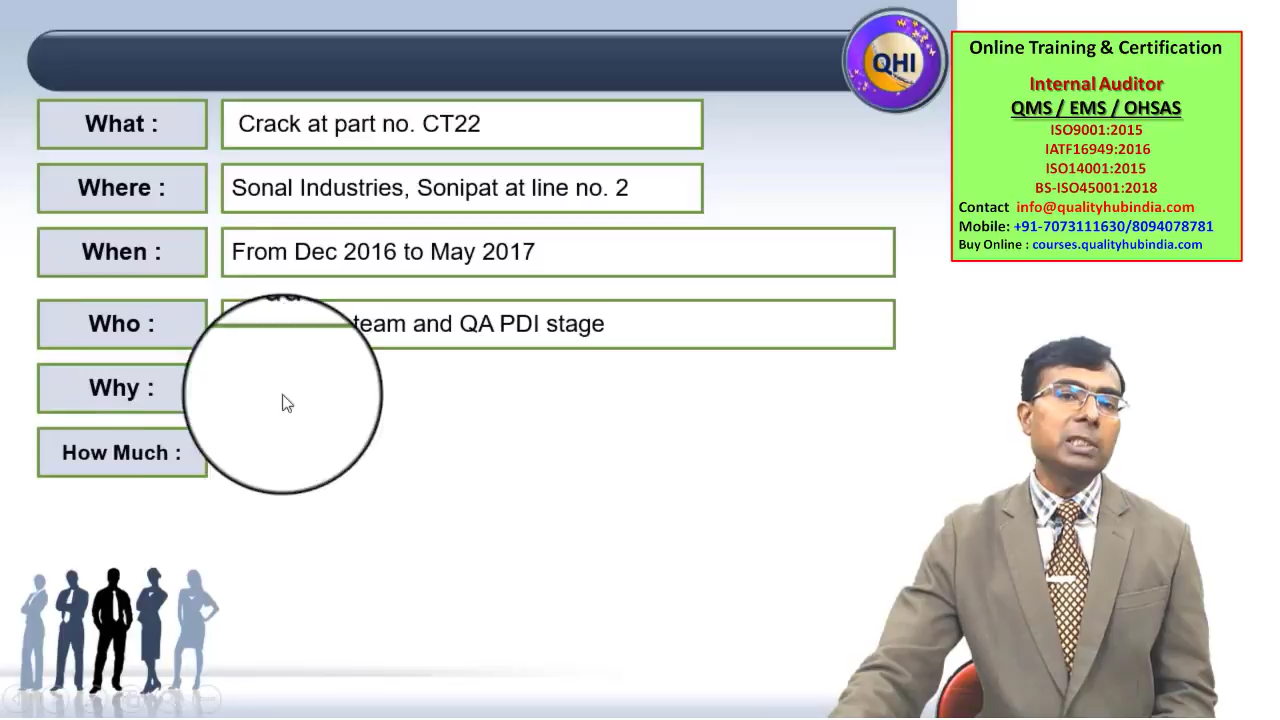 QHI
What : Crack at part no. CT22
Where : Sonal Industries, Sonipat at line no. 2
When : From Dec 2016 to May 2017
Who : team and QA PDI stage
Why :
How Much :
Online Training & Certification
Internal Auditor
QMS / EMS / OHSAS
ISO9001:2015
IATF16949:2016
ISO14001:2015
BS-ISO45001:2018
Contact info@qualityhubindia.com
Mobile: +91-7073111630/8094078781
Buy Online : courses.qualityhubindia.com